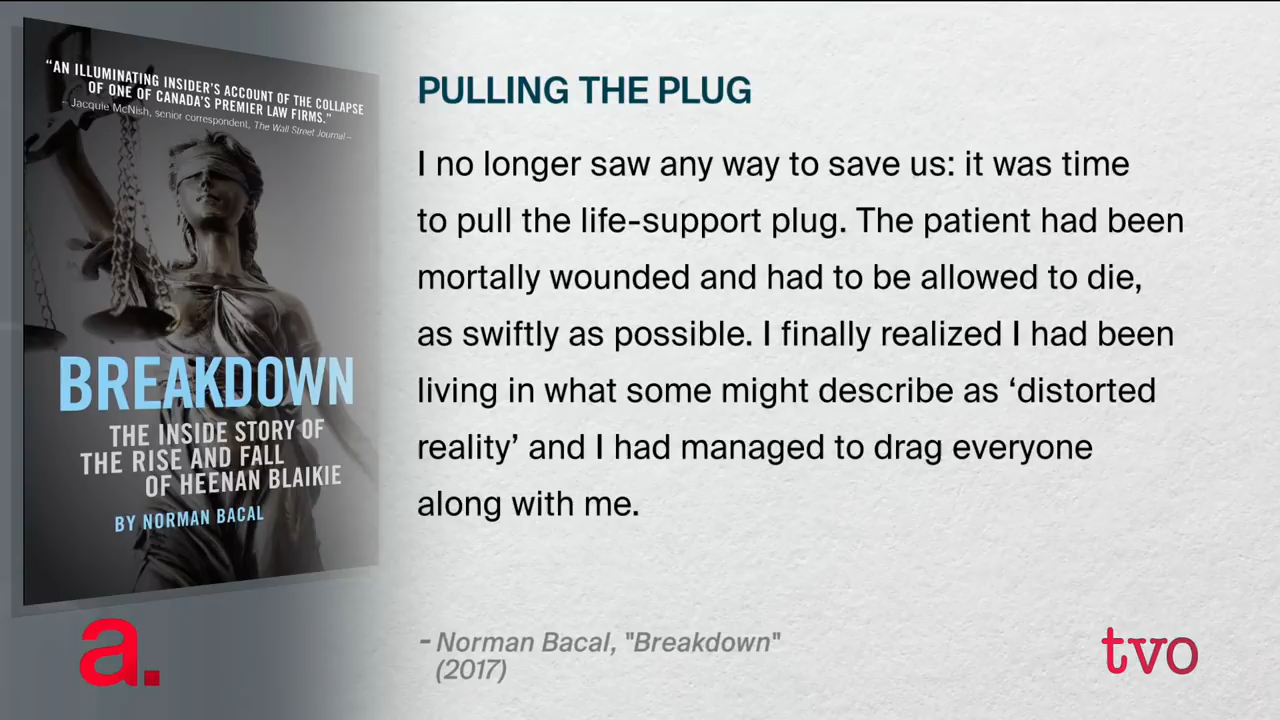 “AN ILLUMINATING INSIDER’S ACCOUNT OF THE COLLAPSE
OF ONE OF CANADA’S PREMIER LAW FIRMS.”
– Jacquie McNish, senior correspondent, The Wall Street Journal –
BREAKDOWN
THE INSIDE STORY OF
THE RISE AND FALL
OF HEENAN BLAIKIE
BY NORMAN BACAL
a.
PULLING THE PLUG
I no longer saw any way to save us: it was time
to pull the life-support plug. The patient had been
mortally wounded and had to be allowed to die,
as swiftly as possible. I finally realized I had been
living in what some might describe as ‘distorted
reality’ and I had managed to drag everyone
along with me.
- Norman Bacal, "Breakdown"
(2017)
tvo